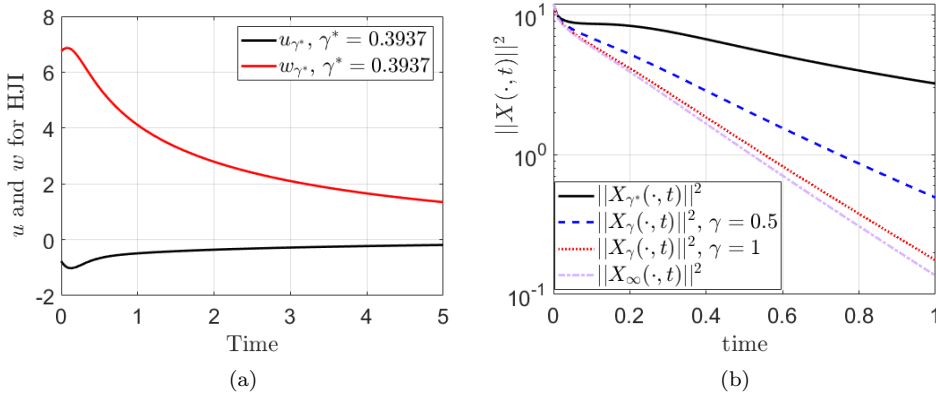 8
6
4
2
0
-2
0 1 2 3 4 5
Time
u and w for HJI
u_{γ*}, γ* = 0.3937
w_{γ*}, γ* = 0.3937
(a)
10^1
10^0
10^{-1}
0 0.2 0.4 0.6 0.8 1
time
||X(·, t)||^2
||X_{γ*}(·, t)||^2
||X_γ(·, t)||^2, γ = 0.5
||X_γ(·, t)||^2, γ = 1
||X_∞(·, t)||^2
(b)